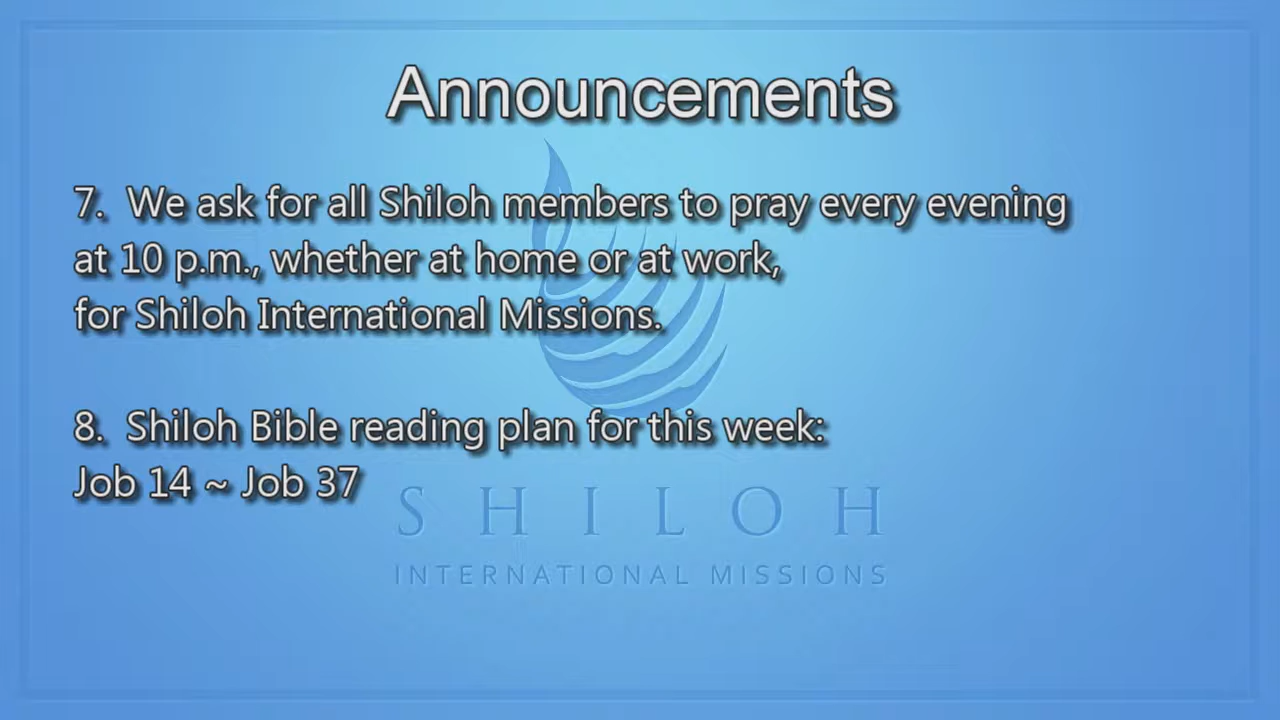 Announcements
7. We ask for all Shiloh members to pray every evening
at 10 p.m., whether at home or at work,
for Shiloh International Missions.
8. Shiloh Bible reading plan for this week:
Job 14 ~ Job 37
SHILOH
INTERNATIONAL MISSIONS